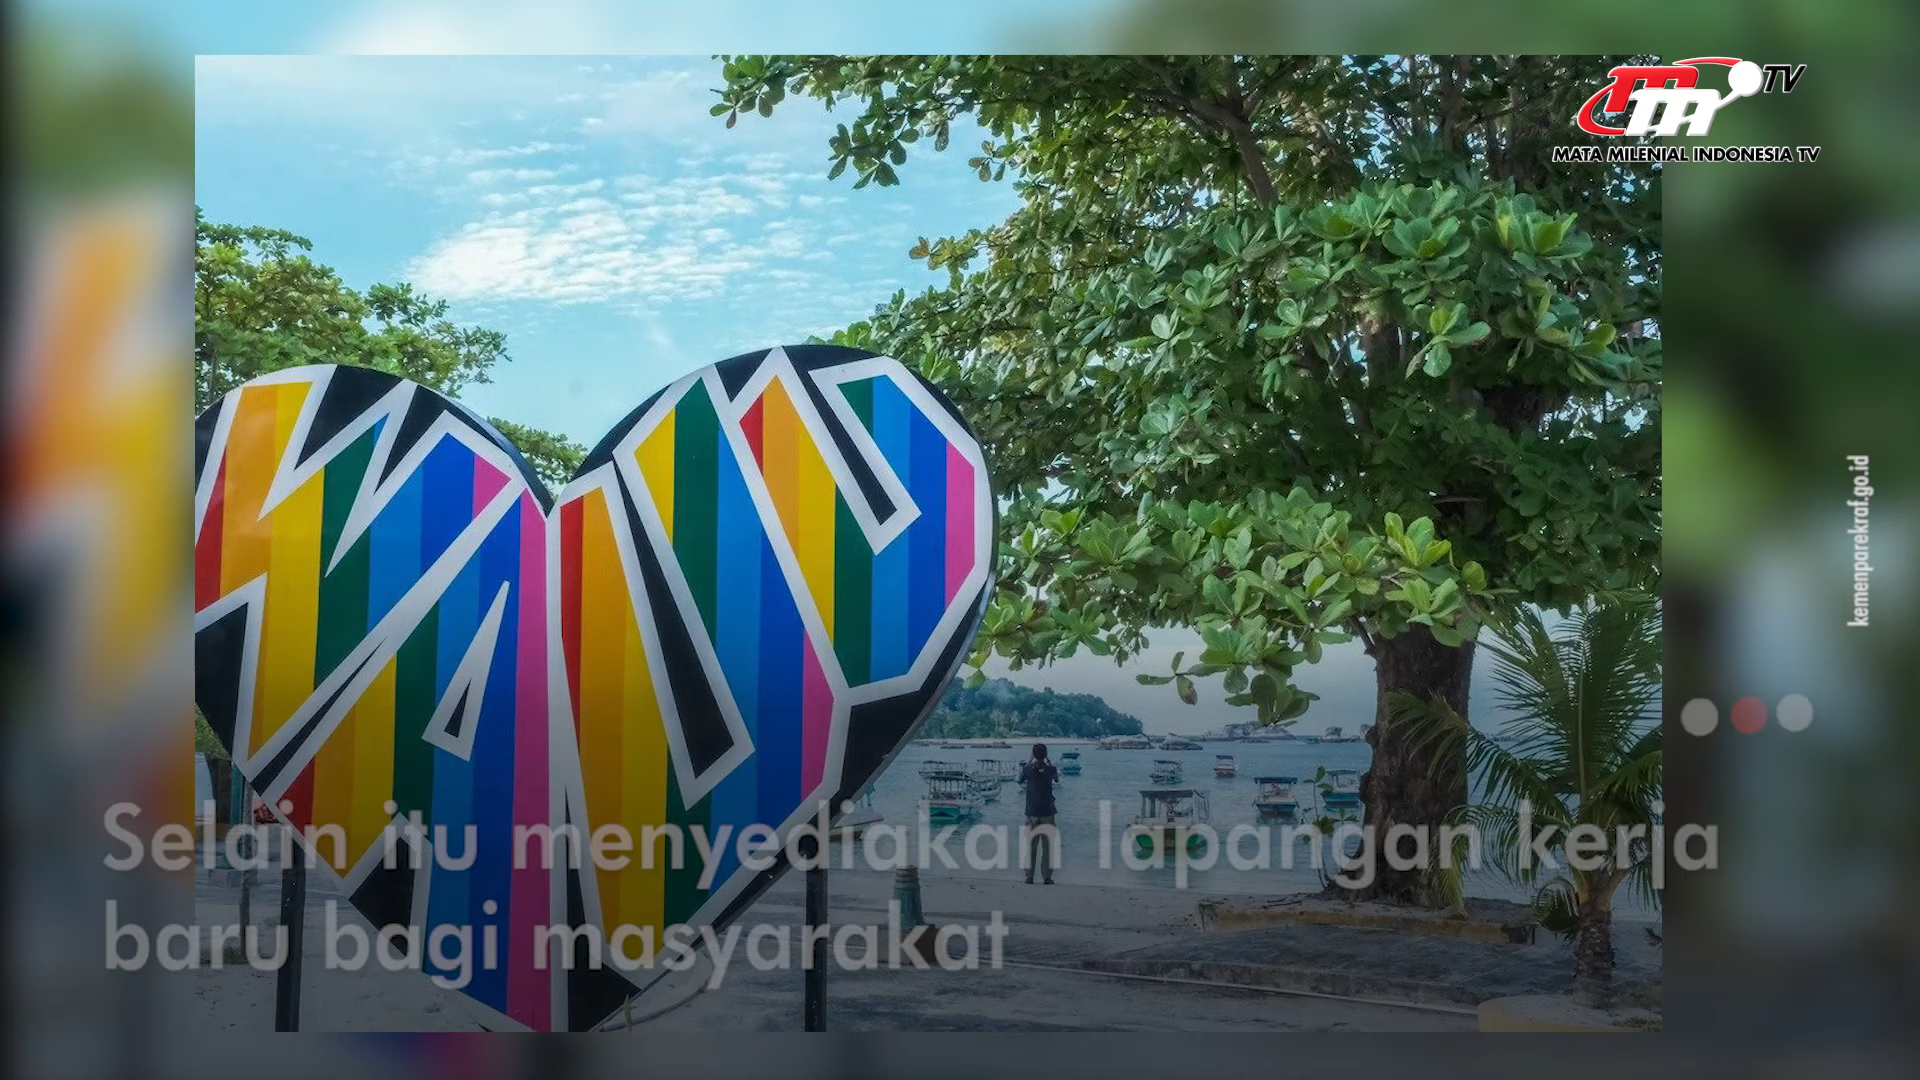 TV
MATA MILENIAL INDONESIA TV
kemenparekraf.go.id
Selain itu menyediakan lapangan kerja
baru bagi masyarakat